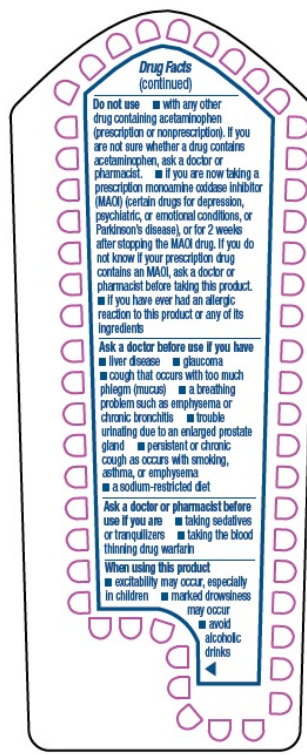 Drug Facts
(continued)
Do not use ■ with any other
drug containing acetaminophen
(prescription or nonprescription). If you
are not sure whether a drug contains
acetaminophen, ask a doctor or
pharmacist. ■ if you are now taking a
prescription monoamine oxidase inhibitor
(MAOI) (certain drugs for depression,
psychiatric, or emotional conditions, or
Parkinson's disease), or for 2 weeks
after stopping the MAOI drug. If you do
not know if your prescription drug
contains an MAOI, ask a doctor or
pharmacist before taking this product.
■ if you have ever had an allergic
reaction to this product or any of its
ingredients
Ask a doctor before use if you have
■ liver disease ■ glaucoma
■ cough that occurs with too much
phlegm (mucus) ■ a breathing
problem such as emphysema or
chronic bronchitis ■ trouble
urinating due to an enlarged prostate
gland ■ persistent or chronic
cough as occurs with smoking,
asthma, or emphysema
■ a sodium-restricted diet
Ask a doctor or pharmacist before
use if you are ■ taking sedatives
or tranquilizers ■ taking the blood
thinning drug warfarin
When using this product
■ excitability may occur, especially
in children ■ marked drowsiness
may occur
■ avoid
alcoholic
drinks